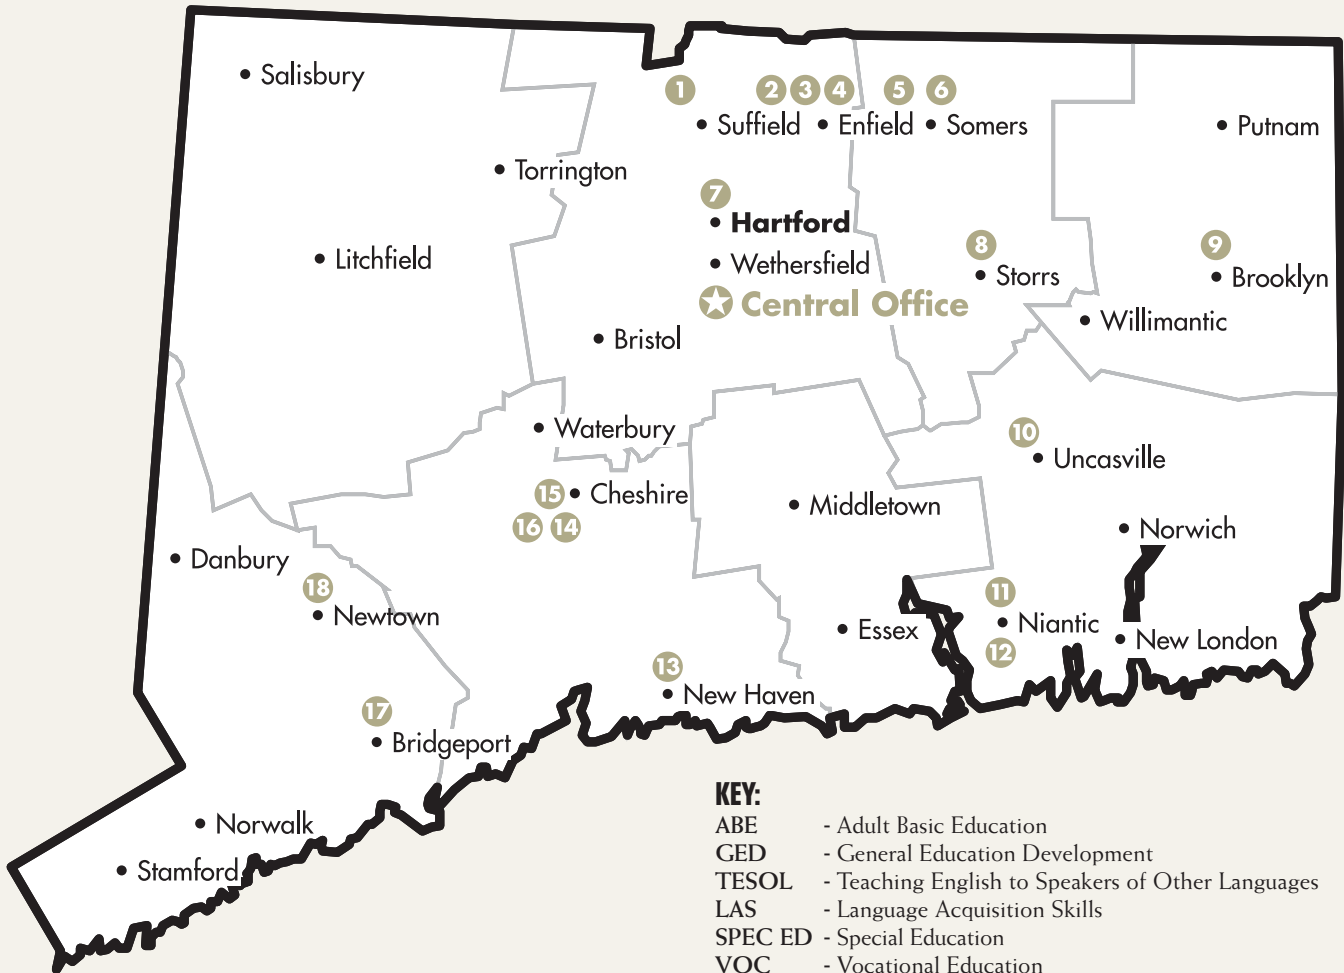 Salisbury
1 2 3 4 5 6
Suffield Enfield Somers Putnam
Torrington
7
Hartford
8 9
Litchfield Wethersfield Storrs Brooklyn
Central Office
Willimantic
Bristol
Waterbury
10
Uncasville
15 Cheshire
Middletown
16 14
Norwich
Danbury
18 11
Newtown Niantic
Essex New London
12
13
New Haven
17
Bridgeport
KEY:
ABE - Adult Basic Education
Norwalk
GED - General Education Development
Stamford
TESOL - Teaching English to Speakers of Other Languages
LAS - Language Acquisition Skills
SPEC ED - Special Education
VOC - Vocational Education